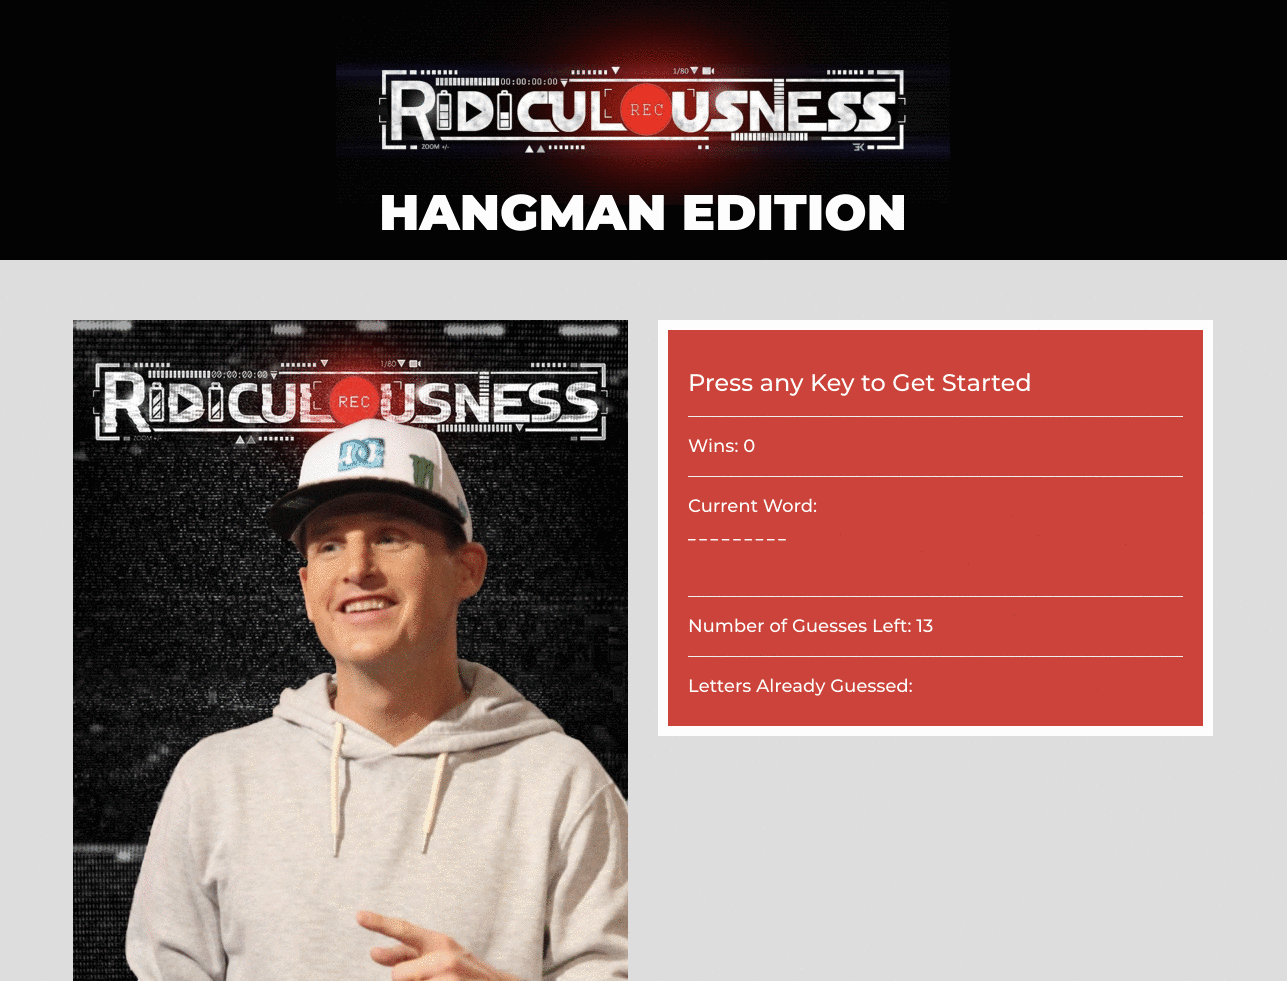 1/80
00:00:00:00
RIDICULOUSNESS
REC
ZOOM +/-
HANGMAN EDITION
1/80
00:00:00:00
RIDICULOUSNESS
REC
ZOOM +/-
DC
Press any Key to Get Started
Wins: 0
Current Word:
_ _ _ _ _ _ _ _ _
Number of Guesses Left: 13
Letters Already Guessed: